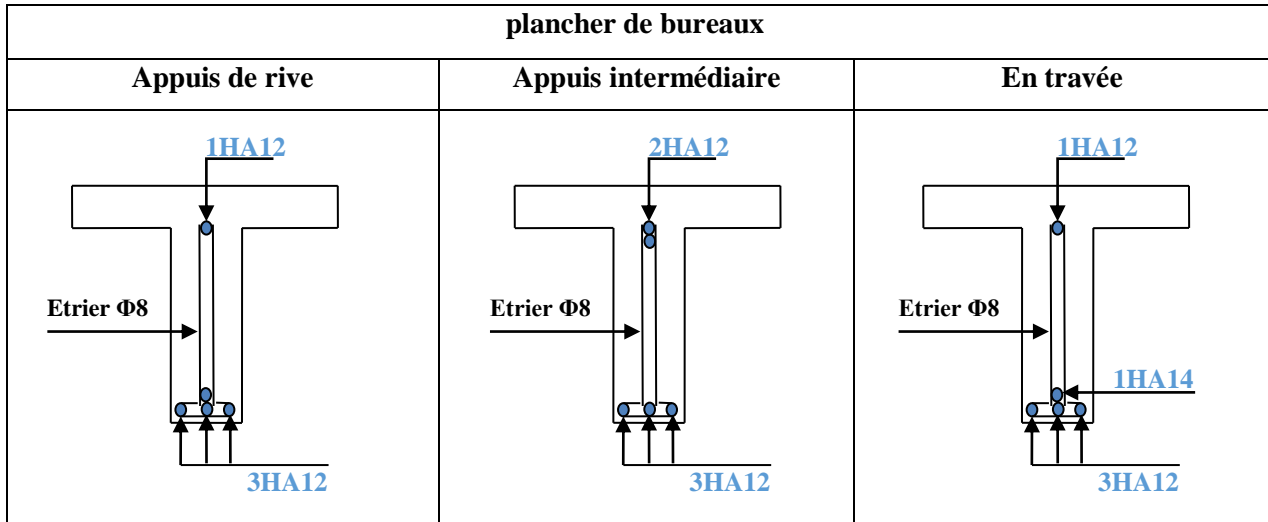 plancher de bureaux
Appuis de rive
Appuis intermédiaire
En travée
1HA12
Etrier Φ8
3HA12
2HA12
Etrier Φ8
3HA12
1HA12
Etrier Φ8
1HA14
3HA12